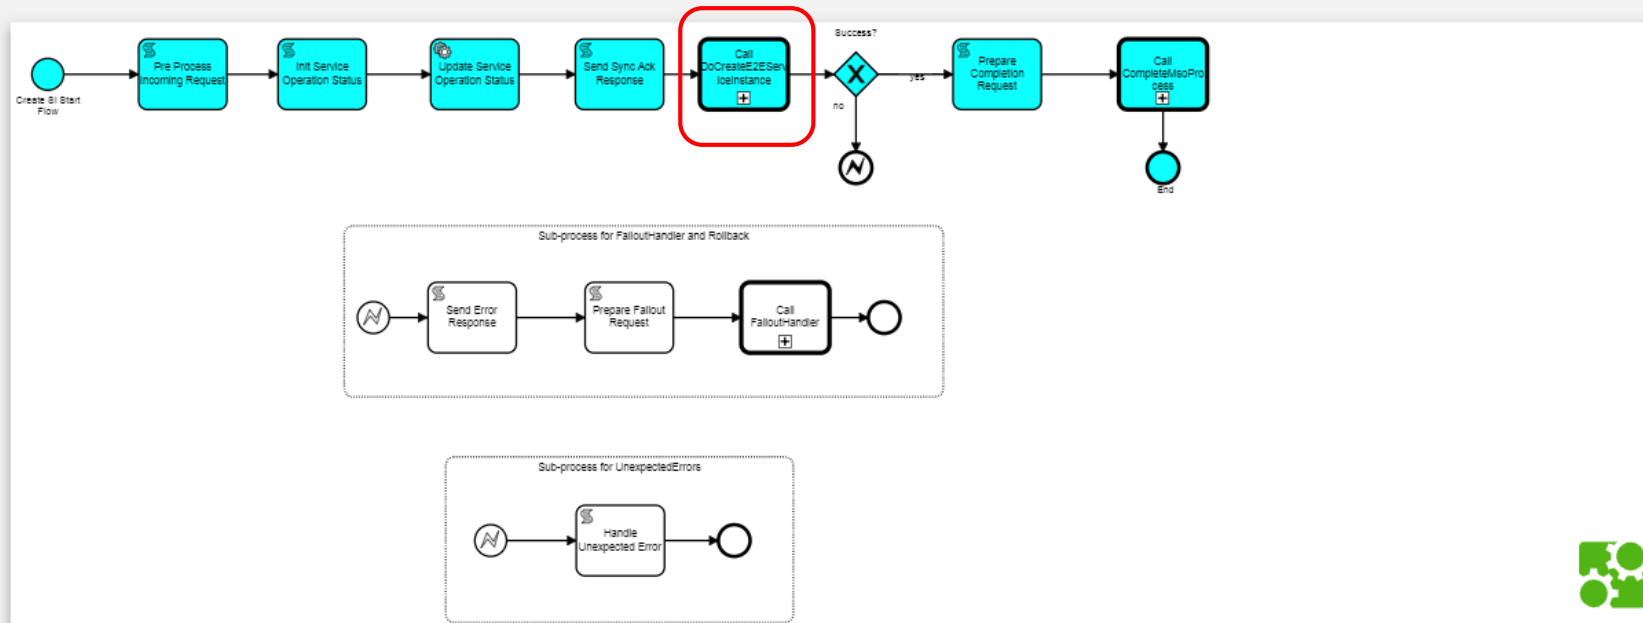 Success?
Create SI Start
Flow
Pre Process
Incoming Request
Init Service
Operation Status
Update Service
Operation Status
Send Sync Ack
Response
Call
DoCreateE2EServ
iceInstance
yes
no
Prepare
Completion
Request
Call
CompleteMsoPro
cess
End
Sub-process for FalloutHandler and Rollback
Send Error
Response
Prepare Fallout
Request
Call
FalloutHandler
Sub-process for UnexpectedErrors
Handle
Unexpected Error